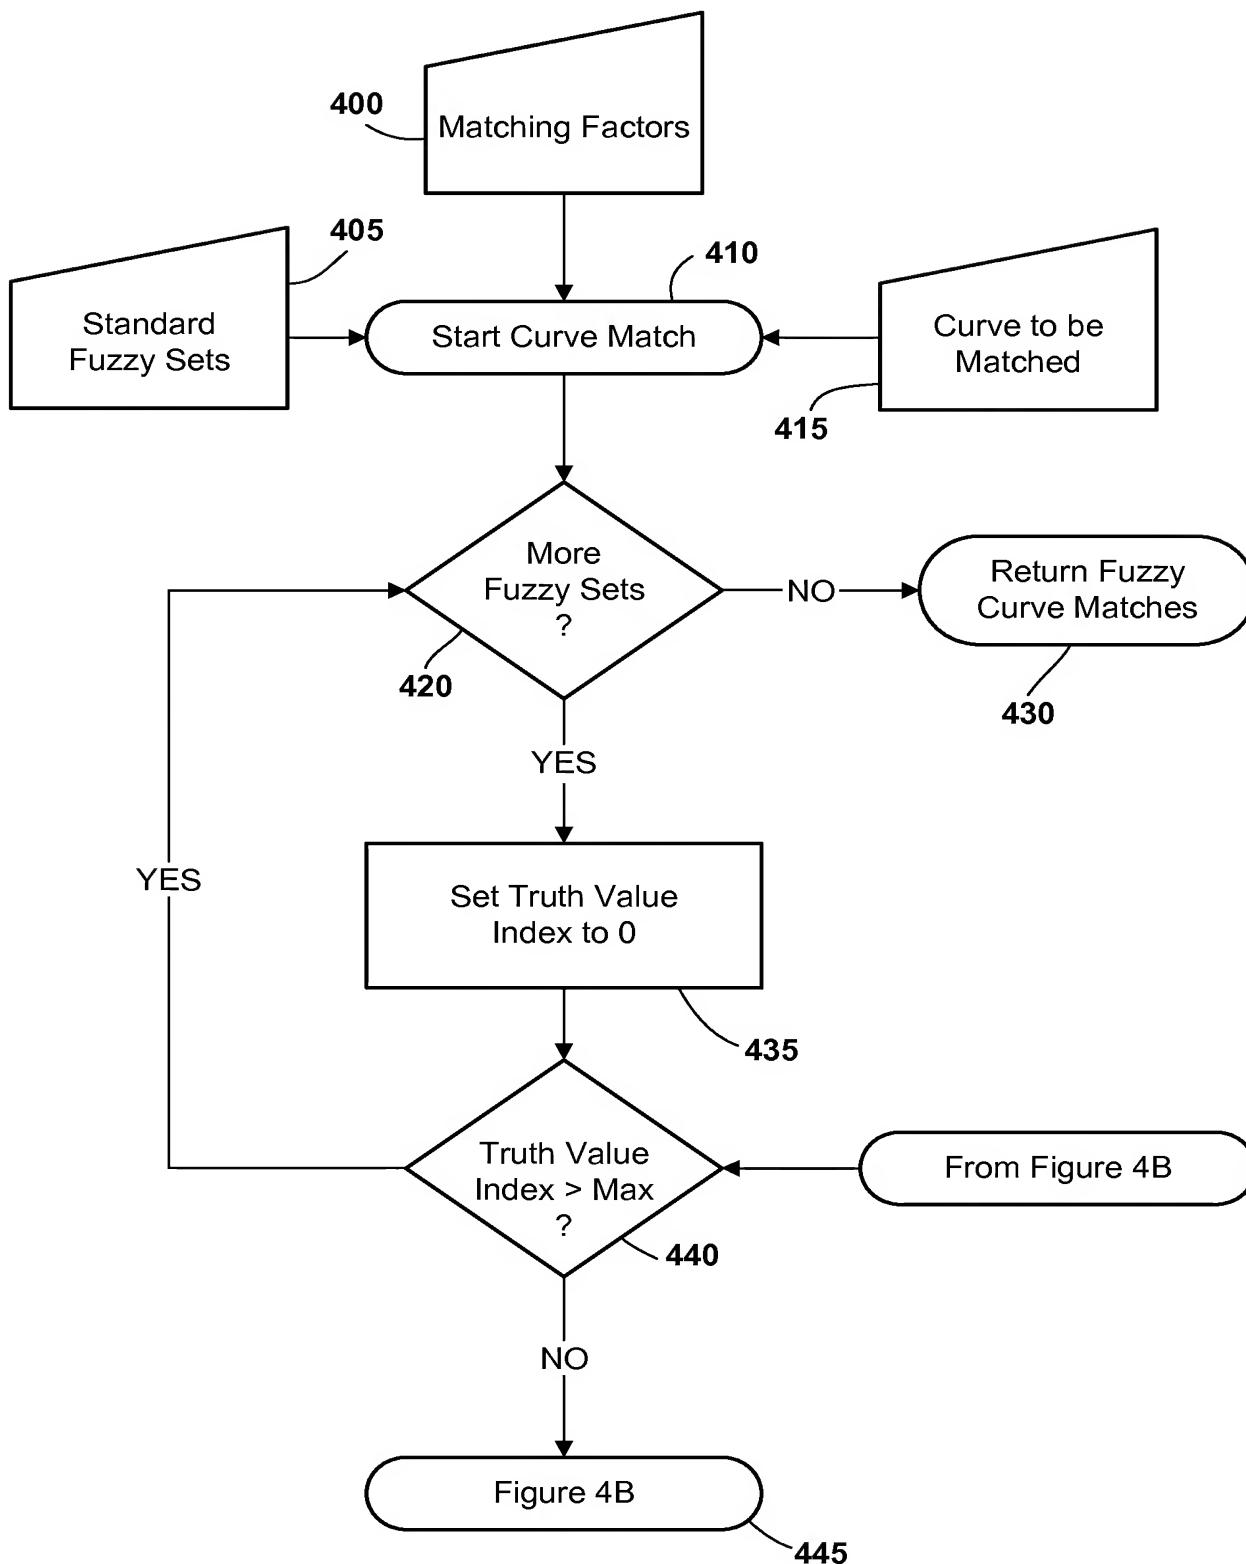 400
Matching Factors
405
410
Standard
Fuzzy Sets
Start Curve Match
Curve to be
Matched
415
More
Fuzzy Sets
?
NO
Return Fuzzy
Curve Matches
420
430
YES
YES
Set Truth Value
Index to 0
435
Truth Value
Index > Max
?
From Figure 4B
440
NO
Figure 4B
445